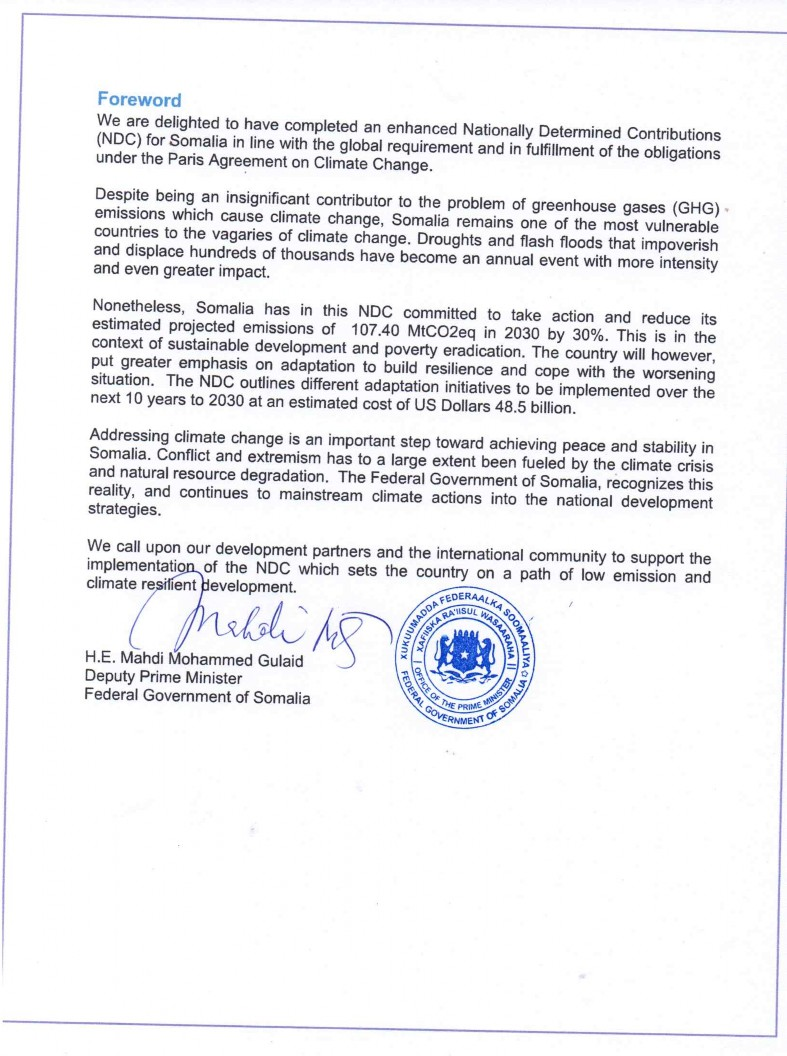 Foreword
We are delighted to have completed an enhanced Nationally Determined Contributions
(NDC) for Somalia in line with the global requirement and in fulfillment of the obligations
under the Paris Agreement on Climate Change.
Despite being an insignificant contributor to the problem of greenhouse gases (GHG)
emissions which cause climate change, Somalia remains one of the most vulnerable
countries to the vagaries of climate change. Droughts and flash floods that impoverish
and displace hundreds of thousands have become an annual event with more intensity
and even greater impact.
Nonetheless, Somalia has in this NDC committed to take action and reduce its
estimated projected emissions of 107.40 MtCO2eq in 2030 by 30%. This is in the
context of sustainable development and poverty eradication. The country will however,
put greater emphasis on adaptation to build resilience and cope with the worsening
situation. The NDC outlines different adaptation initiatives to be implemented over the
next 10 years to 2030 at an estimated cost of US Dollars 48.5 billion.
Addressing climate change is an important step toward achieving peace and stability in
Somalia. Conflict and extremism has to a large extent been fueled by the climate crisis
and natural resource degradation. The Federal Government of Somalia, recognizes this
reality, and continues to mainstream climate actions into the national development
strategies.
We call upon our development partners and the international community to support the
implementation of the NDC which sets the country on a path of low emission and
climate resilient development.
Mahdi
H.E. Mahdi Mohammed Gulaid
Deputy Prime Minister
Federal Government of Somalia
XUKUUMADDA FEDERAALKA SOOMAALIYA
XAFIISKA RA'IISUL WASAARAHA
OFFICE OF THE PRIME MINISTER
FEDERAL GOVERNMENT OF SOMALIA